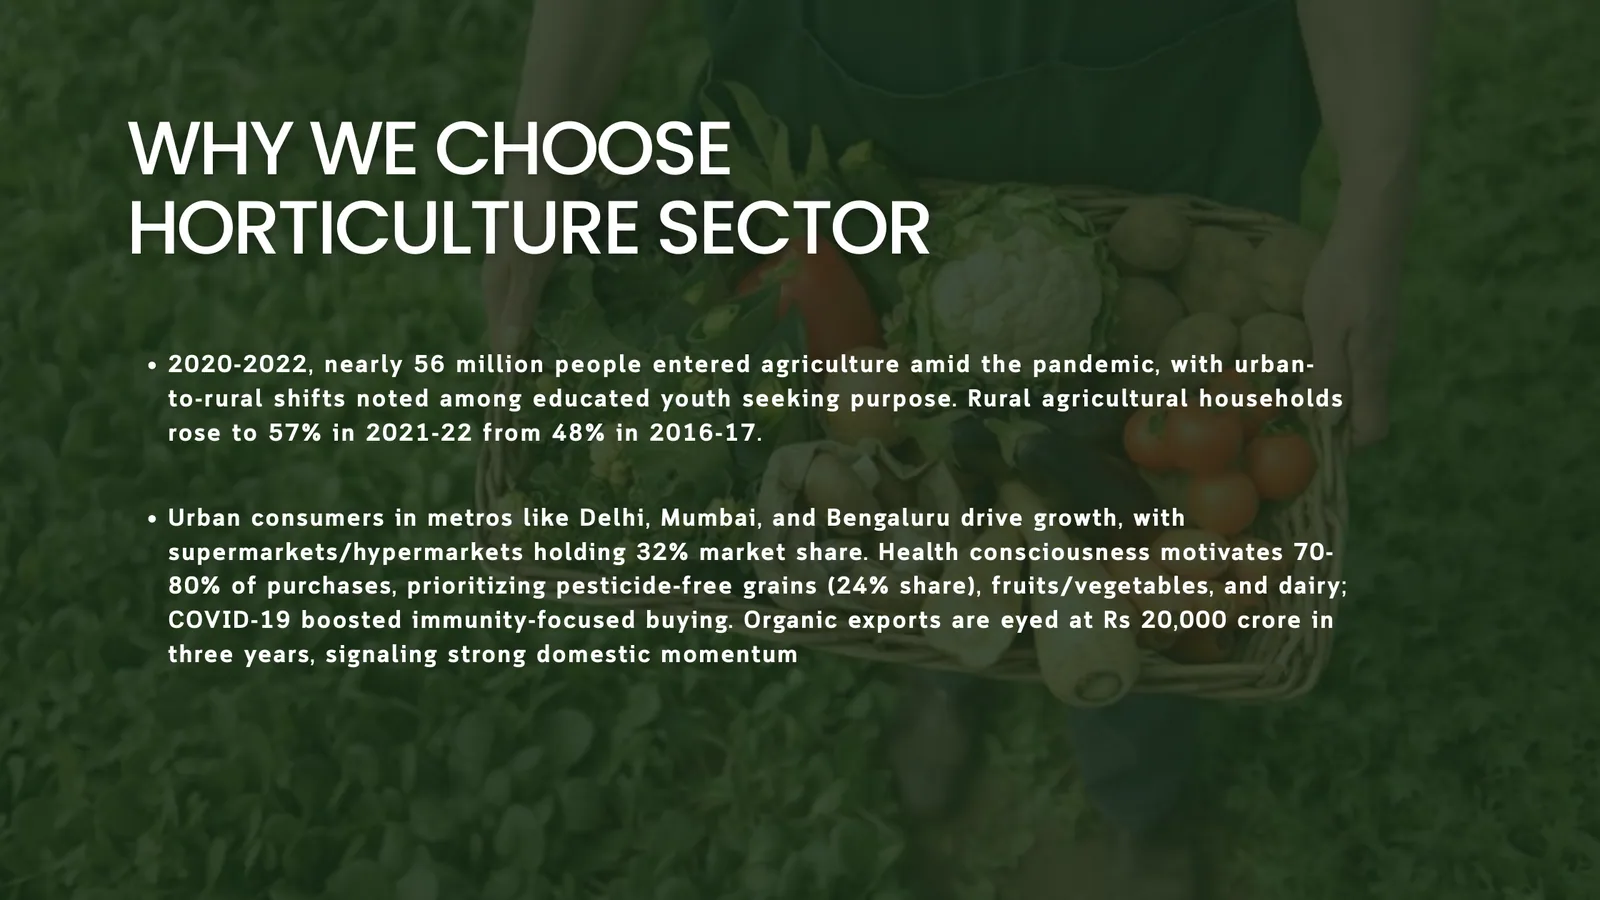 WHY WE CHOOSE
HORTICULTURE SECTOR
• 2020-2022, nearly 56 million people entered agriculture amid the pandemic, with urban-
to-rural shifts noted among educated youth seeking purpose. Rural agricultural households
rose to 57% in 2021-22 from 48% in 2016-17.
• Urban consumers in metros like Delhi, Mumbai, and Bengaluru drive growth, with
supermarkets/hypermarkets holding 32% market share. Health consciousness motivates 70-
80% of purchases, prioritizing pesticide-free grains (24% share), fruits/vegetables, and dairy;
COVID-19 boosted immunity-focused buying. Organic exports are eyed at Rs 20,000 crore in
three years, signaling strong domestic momentum